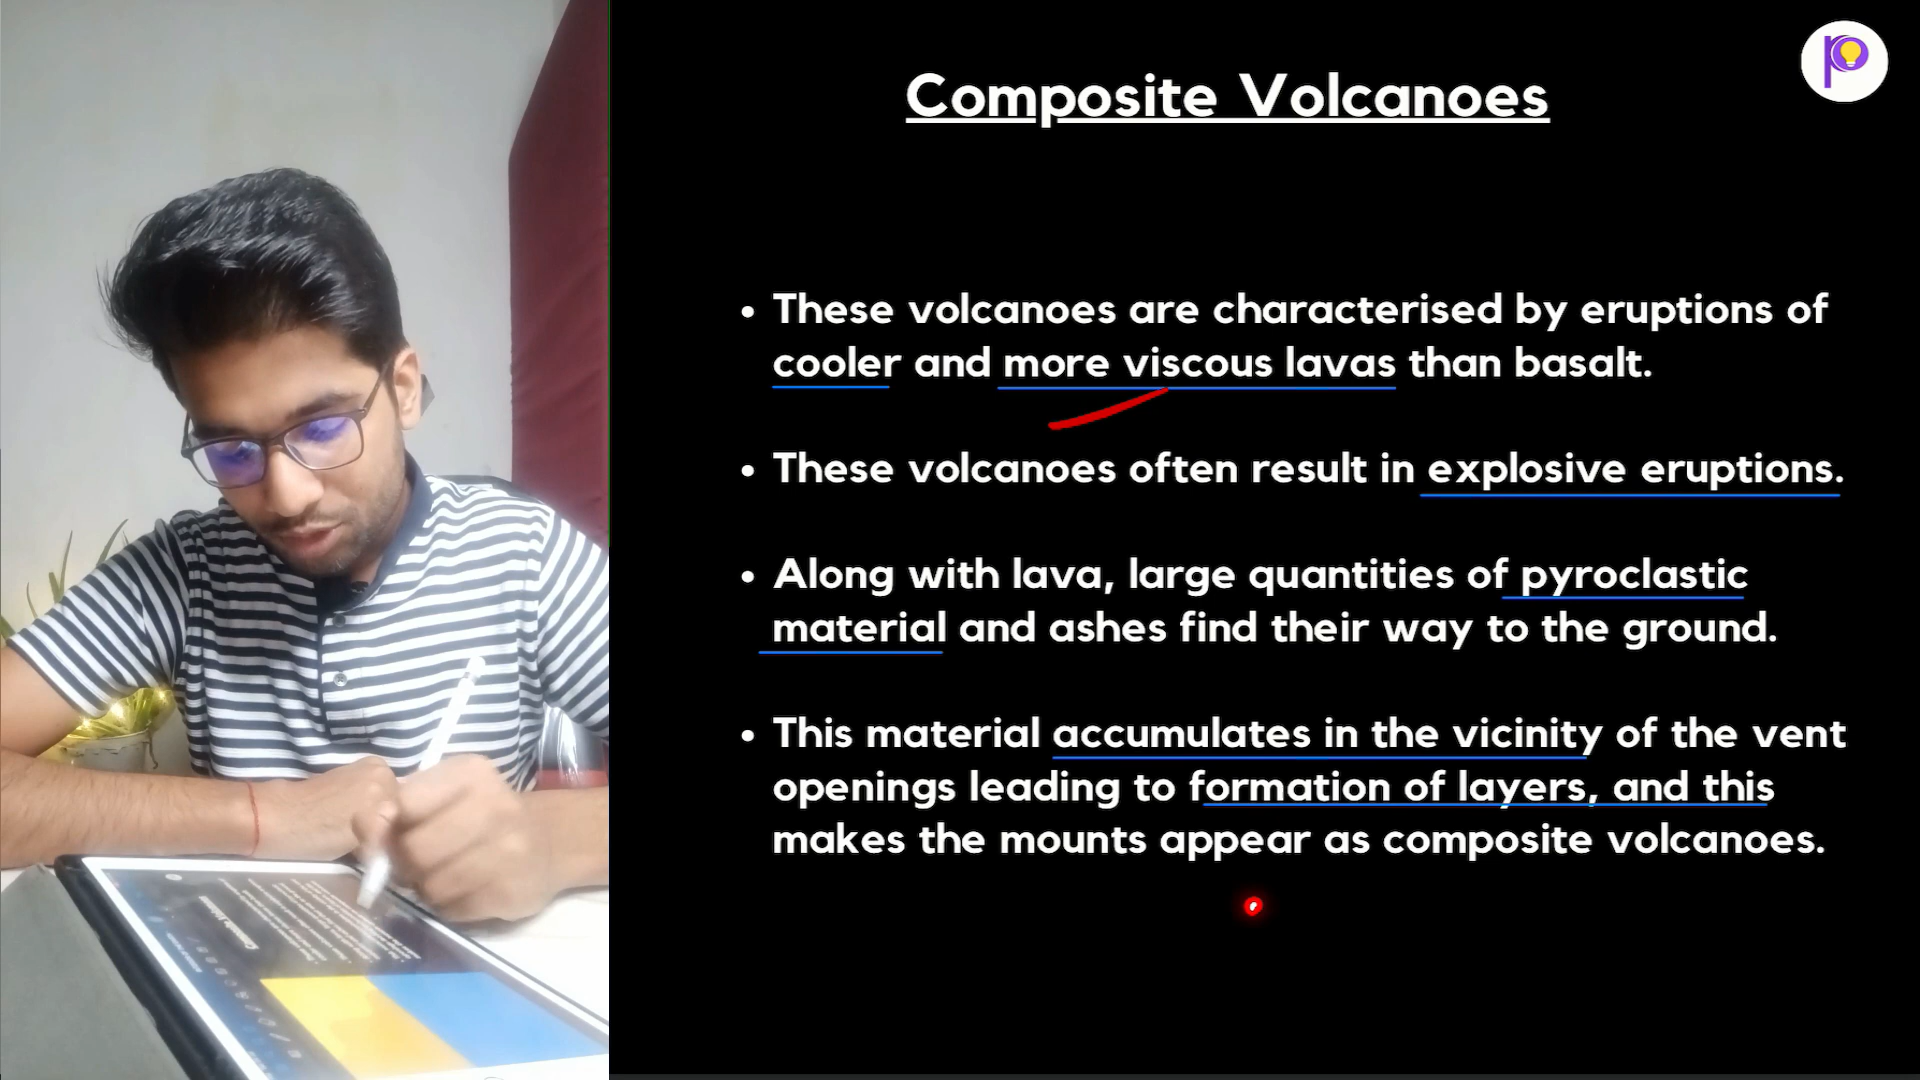 Composite Volcanoes
• These volcanoes are characterised by eruptions of
cooler and more viscous lavas than basalt.
• These volcanoes often result in explosive eruptions.
• Along with lava, large quantities of pyroclastic
material and ashes find their way to the ground.
• This material accumulates in the vicinity of the vent
openings leading to formation of layers, and this
makes the mounts appear as composite volcanoes.